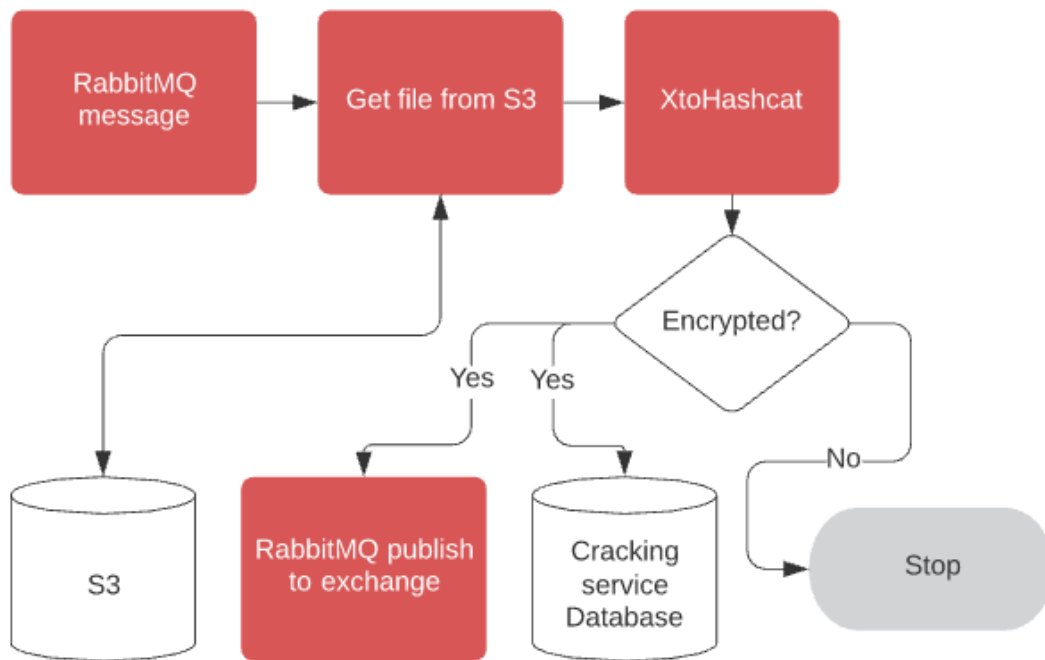 RabbitMQ
message
Get file from S3
XtoHashcat
Encrypted?
Yes
Yes
No
S3
RabbitMQ publish
to exchange
Cracking
service
Database
Stop